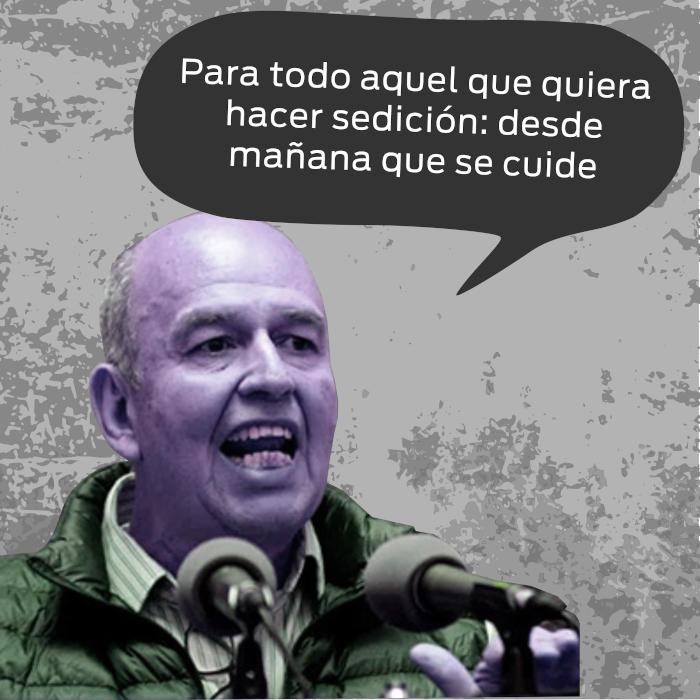 Para todo aquel que quiera
hacer sedición: desde
mañana que se cuide